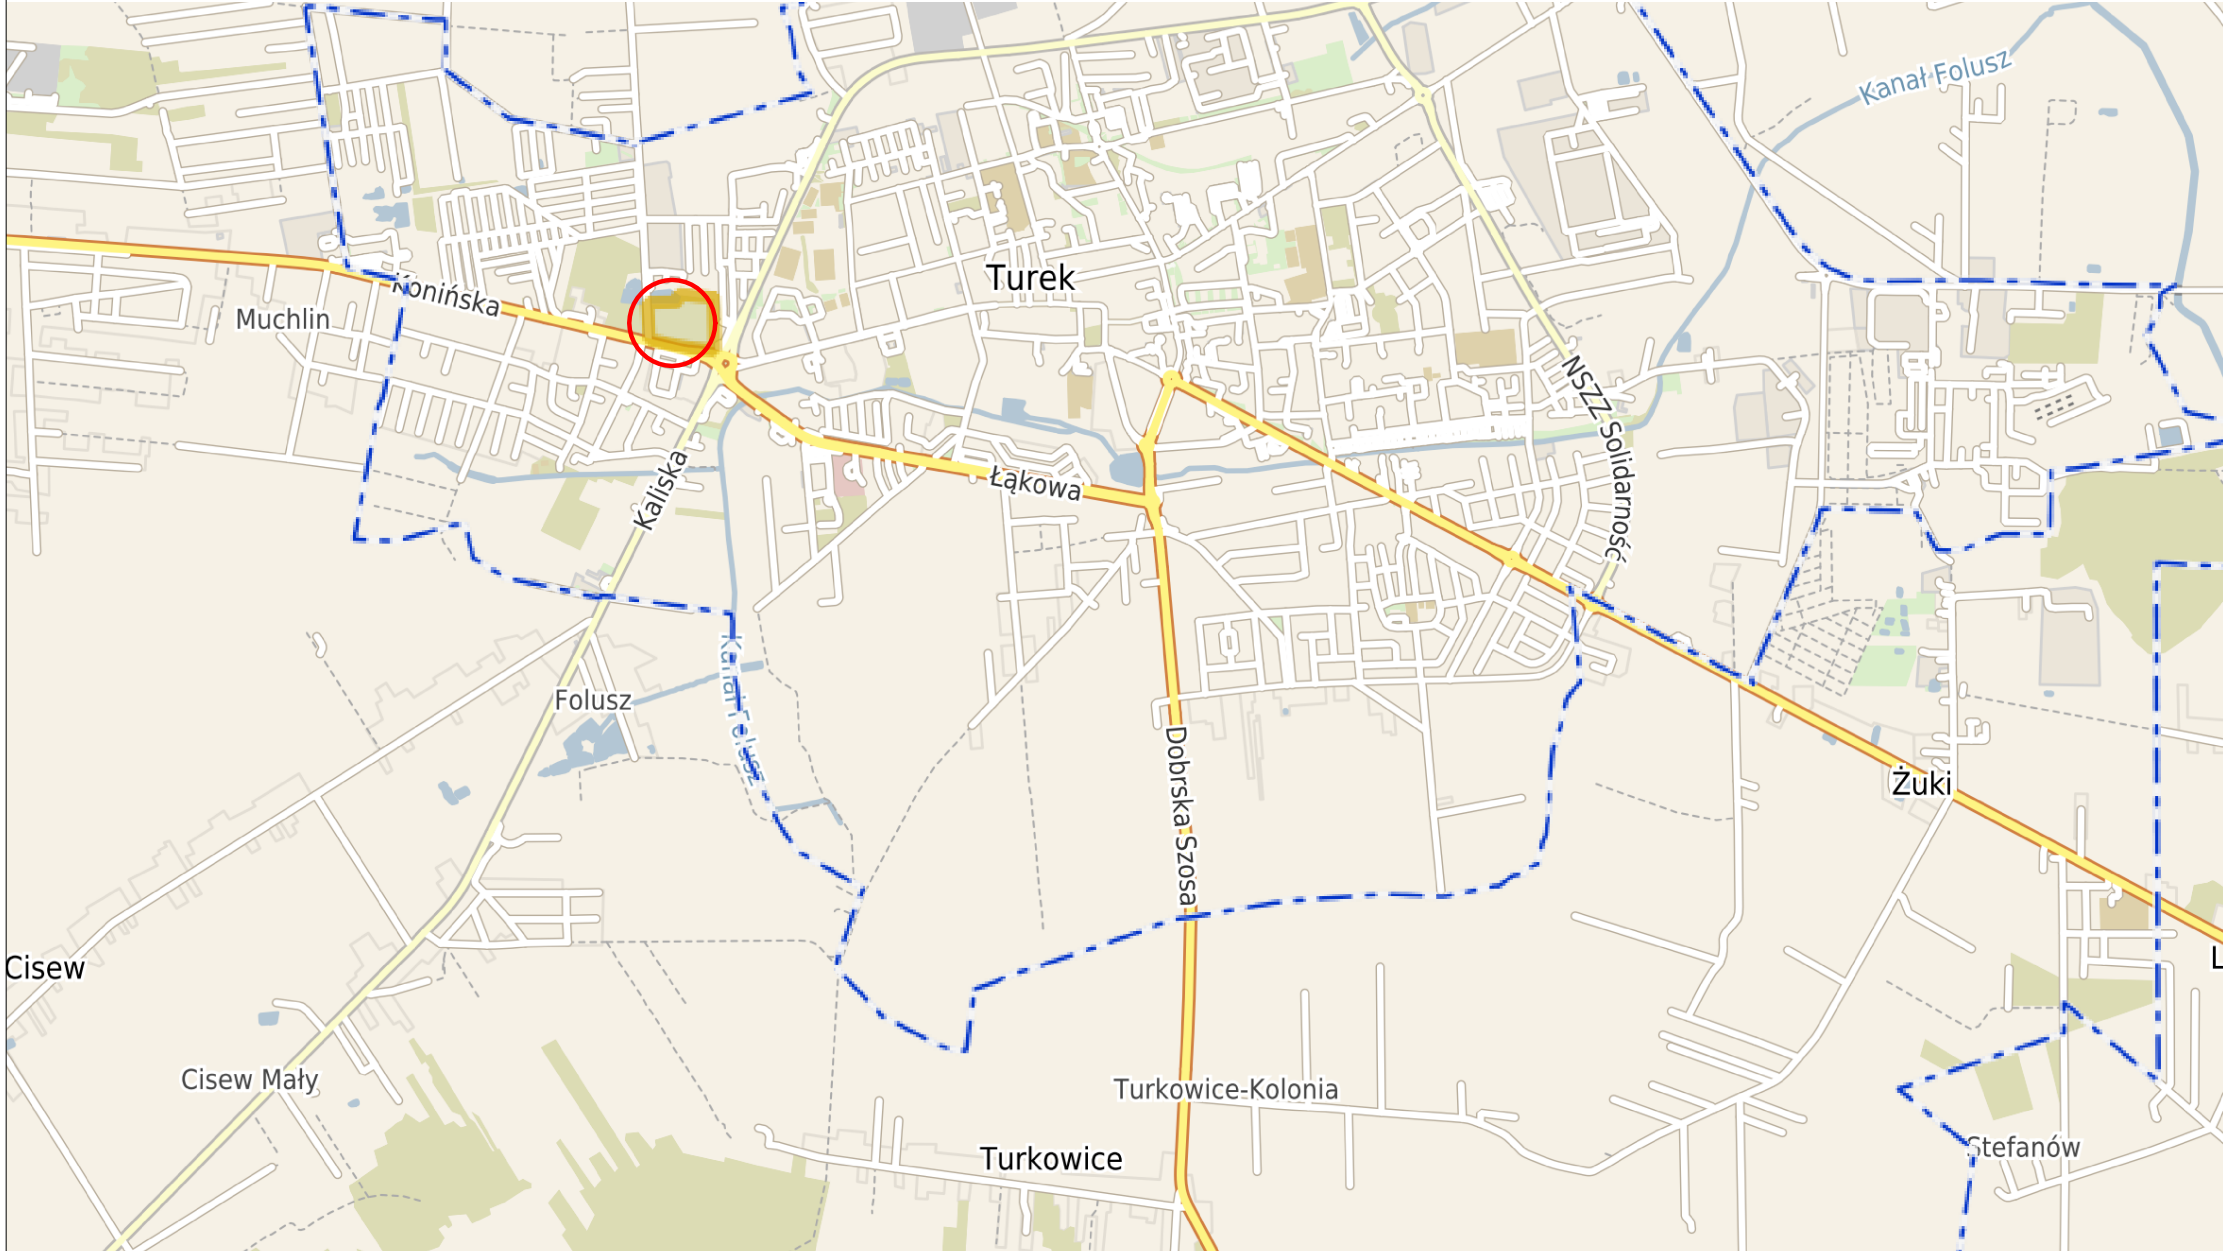 Kanał Folusz
Turek
Konińska
Muchlin
NSZZ Solidarność
Kaliska
Łąkowa
Kanał Folusz
Folusz
Dobrska Szosa
Żuki
Cisew
L
Cisew Mały
Turkowice-Kolonia
Stefanów
Turkowice